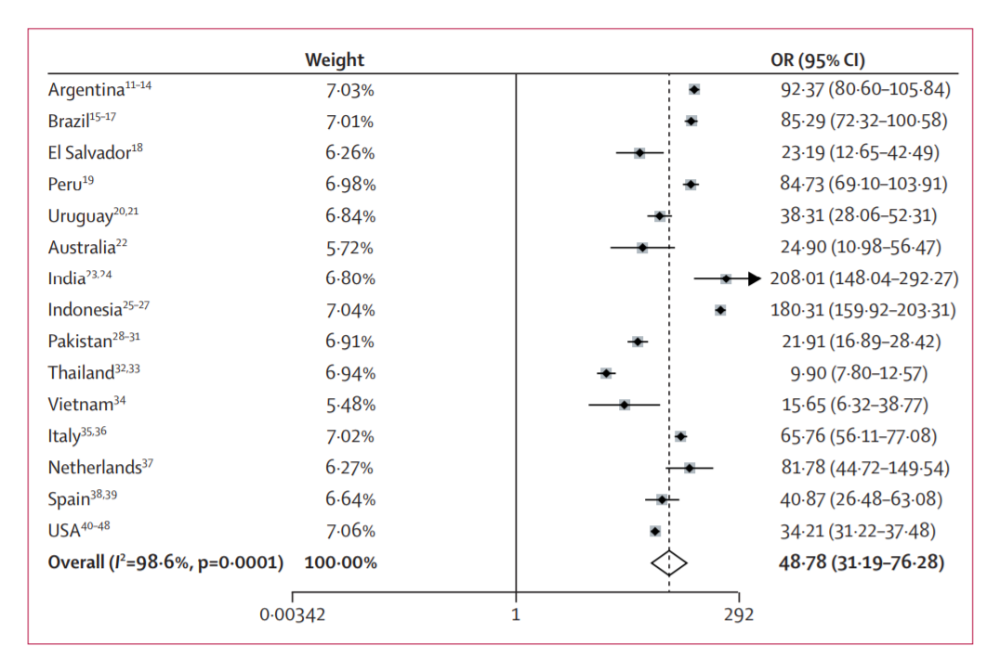 Weight OR (95% CI)
Argentina¹¹⁻¹⁴ 7·03% 92·37 (80·60–105·84)
Brazil¹⁵⁻¹⁷ 7·01% 85·29 (72·32–100·58)
El Salvador¹⁸ 6·26% 23·19 (12·65–42·49)
Peru¹⁹ 6·98% 84·73 (69·10–103·91)
Uruguay²⁰,²¹ 6·84% 38·31 (28·06–52·31)
Australia²² 5·72% 24·90 (10·98–56·47)
India²³,²⁴ 6·80% 208·01 (148·04–292·27)
Indonesia²⁵⁻²⁷ 7·04% 180·31 (159·92–203·31)
Pakistan²⁸⁻³¹ 6·91% 21·91 (16·89–28·42)
Thailand³²,³³ 6·94% 9·90 (7·80–12·57)
Vietnam³⁴ 5·48% 15·65 (6·32–38·77)
Italy³⁵,³⁶ 7·02% 65·76 (56·11–77·08)
Netherlands³⁷ 6·27% 81·78 (44·72–149·54)
Spain³⁸,³⁹ 6·64% 40·87 (26·48–63·08)
USA⁴⁰⁻⁴⁸ 7·06% 34·21 (31·22–37·48)
Overall (I²=98·6%, p=0·0001) 100·00% 48·78 (31·19–76·28)
0·00342 1 292